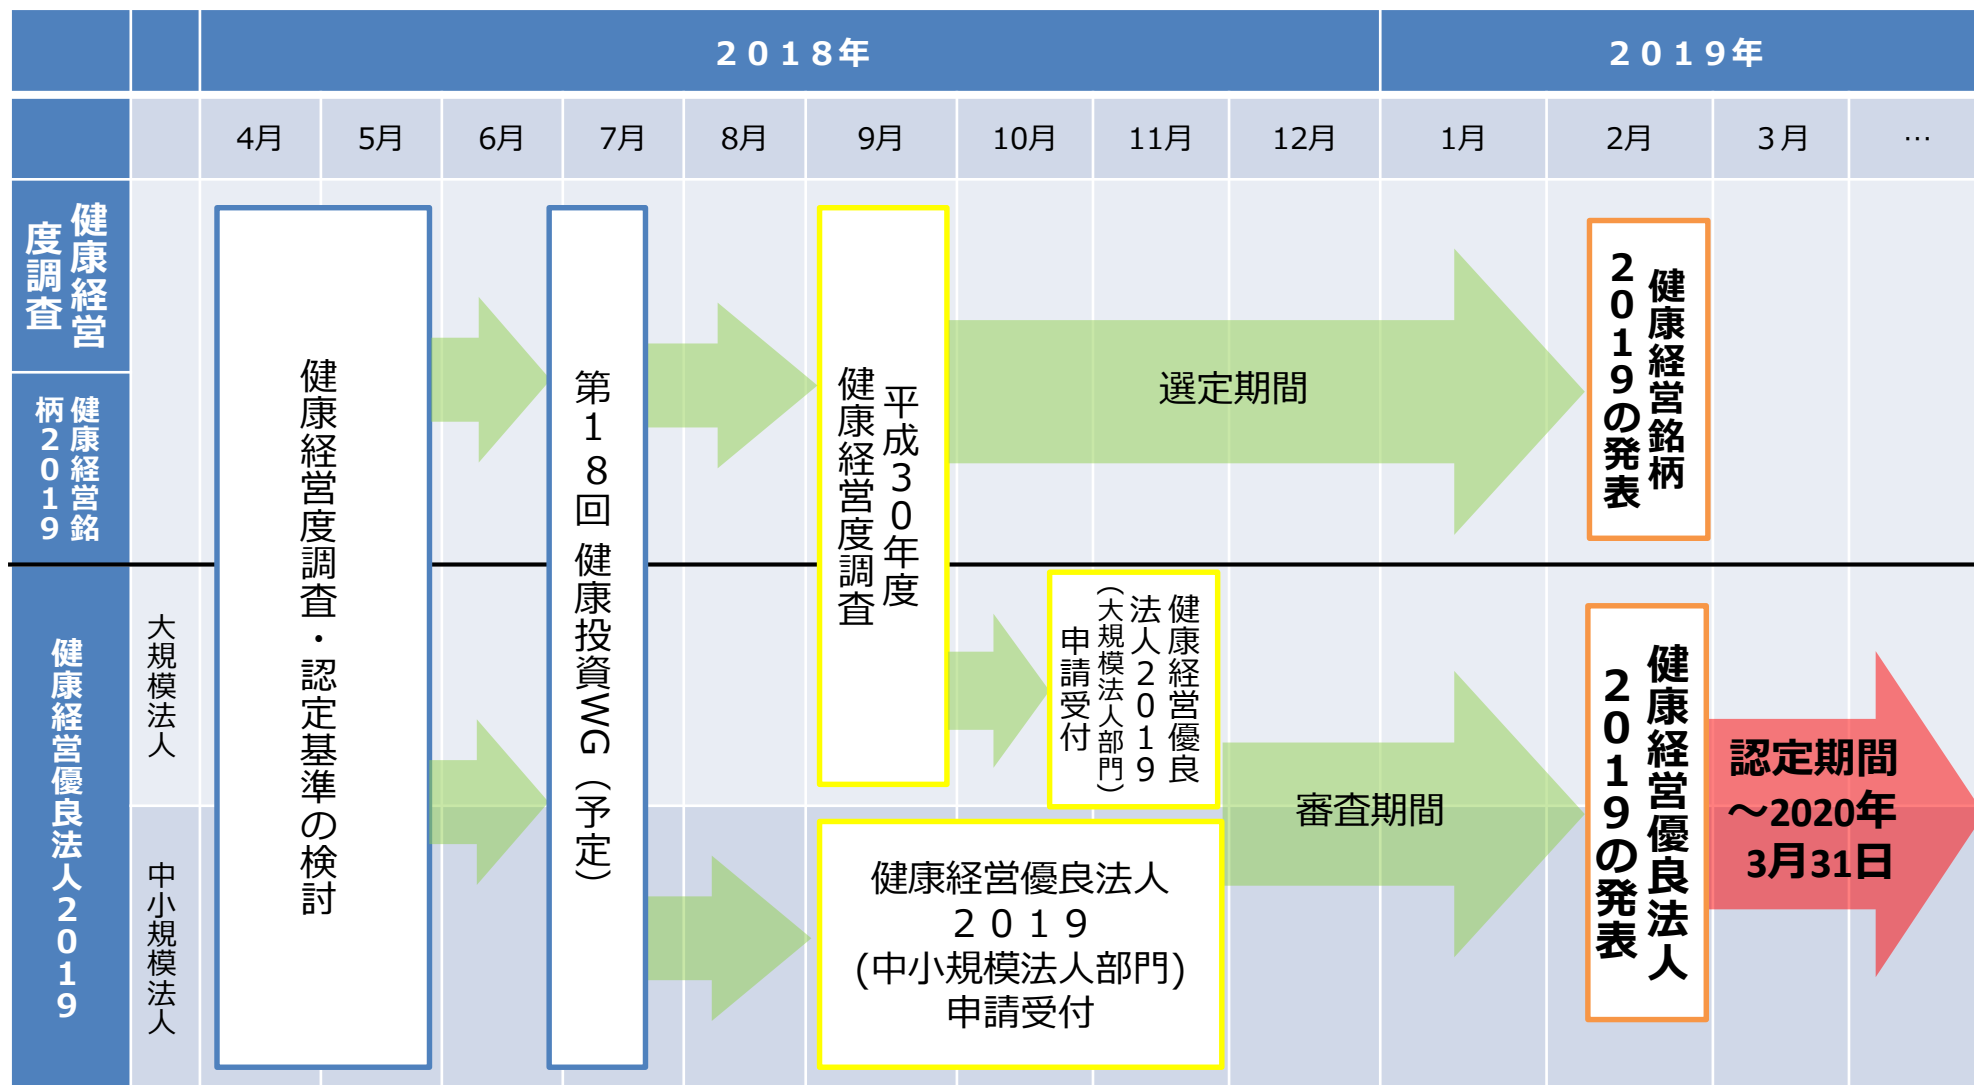 ２０１８年
２０１９年
4月
5月
6月
7月
8月
9月
10月
11月
12月
1月
2月
３月
…
健康経営
度調査
健康経営銘
柄２０１９
健康経営優良法人２０１９
大規模法人
中小規模法人
健康経営度調査・認定基準の検討
第１８回 健康投資WG（予定）
平成３０年度
健康経営度調査
選定期間
健康経営銘柄
２０１９の発表
健康経営優良
法人２０１９
（大規模法人部門）
申請受付
健康経営優良法人
２０１９
(中小規模法人部門)
申請受付
審査期間
健康経営優良法人
２０１９の発表
認定期間
～2020年
3月31日